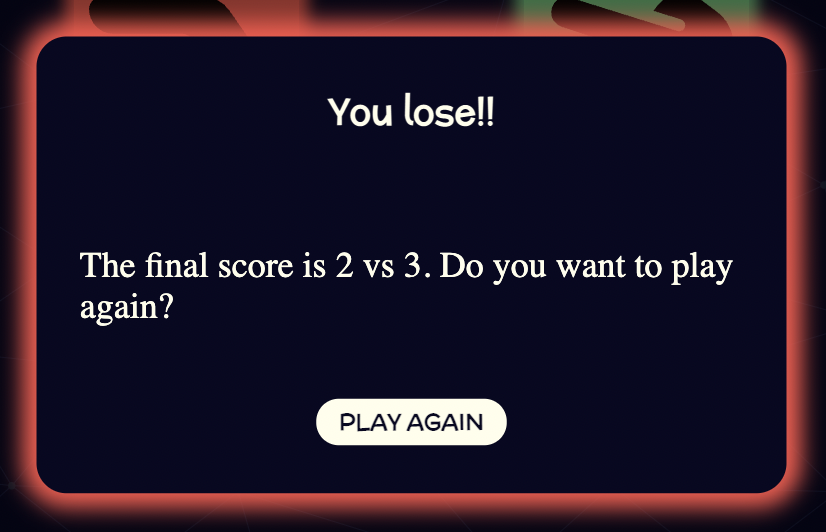 You lose!!
The final score is 2 vs 3. Do you want to play
again?
PLAY AGAIN